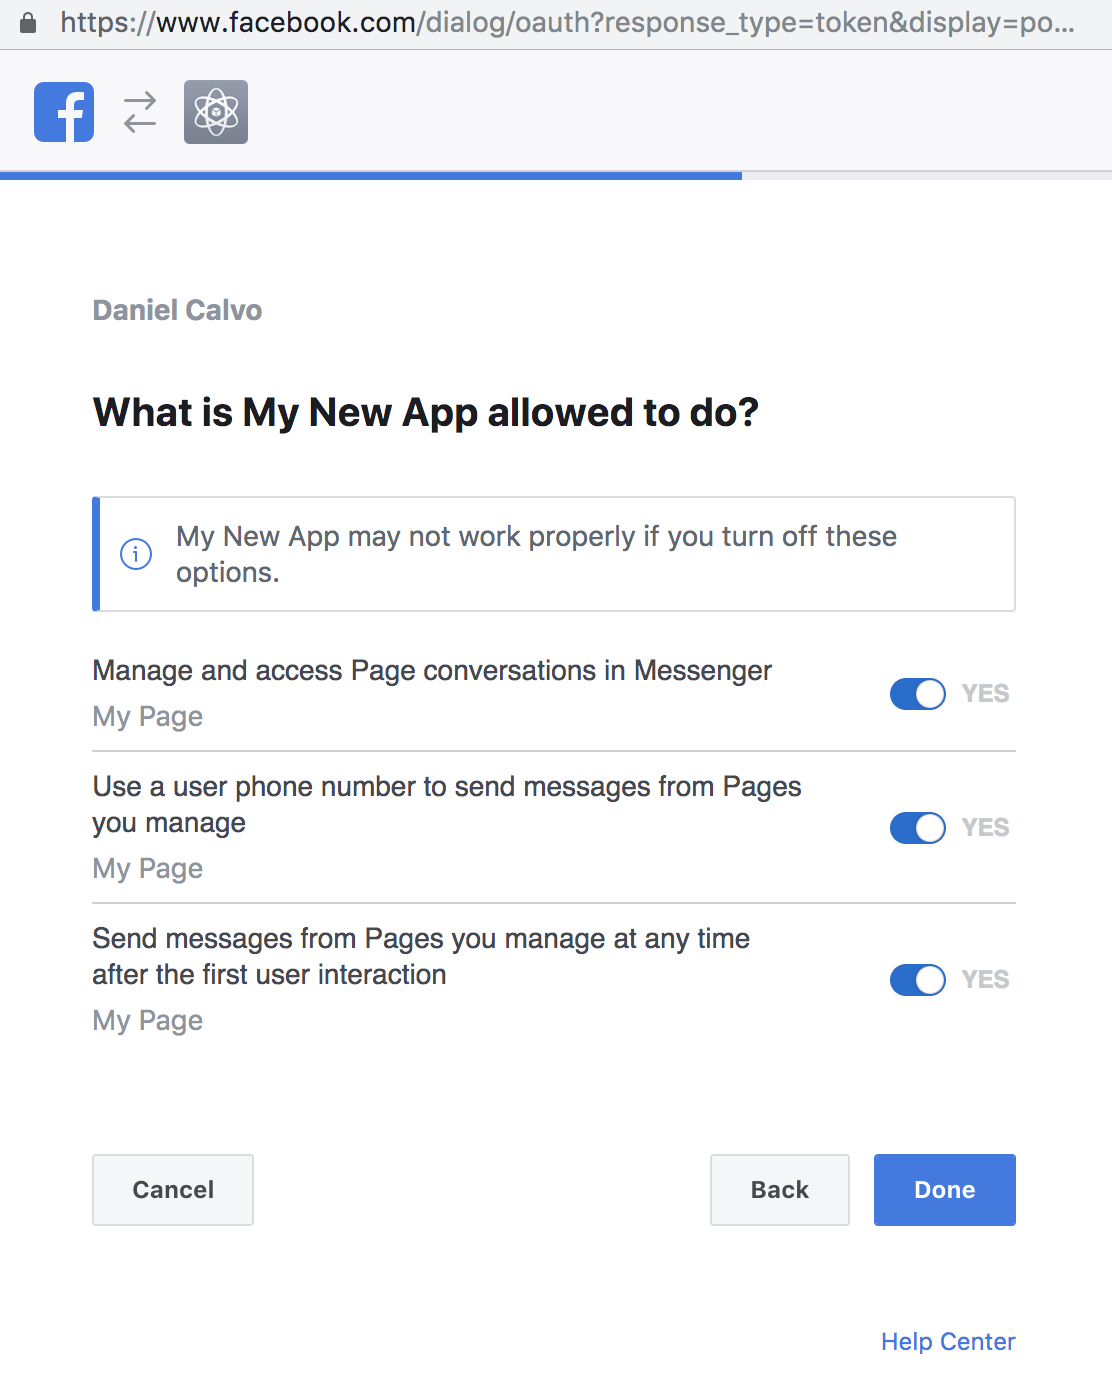 https://www.facebook.com/dialog/oauth?response_type=token&display=po...
Daniel Calvo
What is My New App allowed to do?
My New App may not work properly if you turn off these
options.
Manage and access Page conversations in Messenger
My Page
YES
Use a user phone number to send messages from Pages
you manage
My Page
YES
Send messages from Pages you manage at any time
after the first user interaction
My Page
YES
Cancel
Back
Done
Help Center